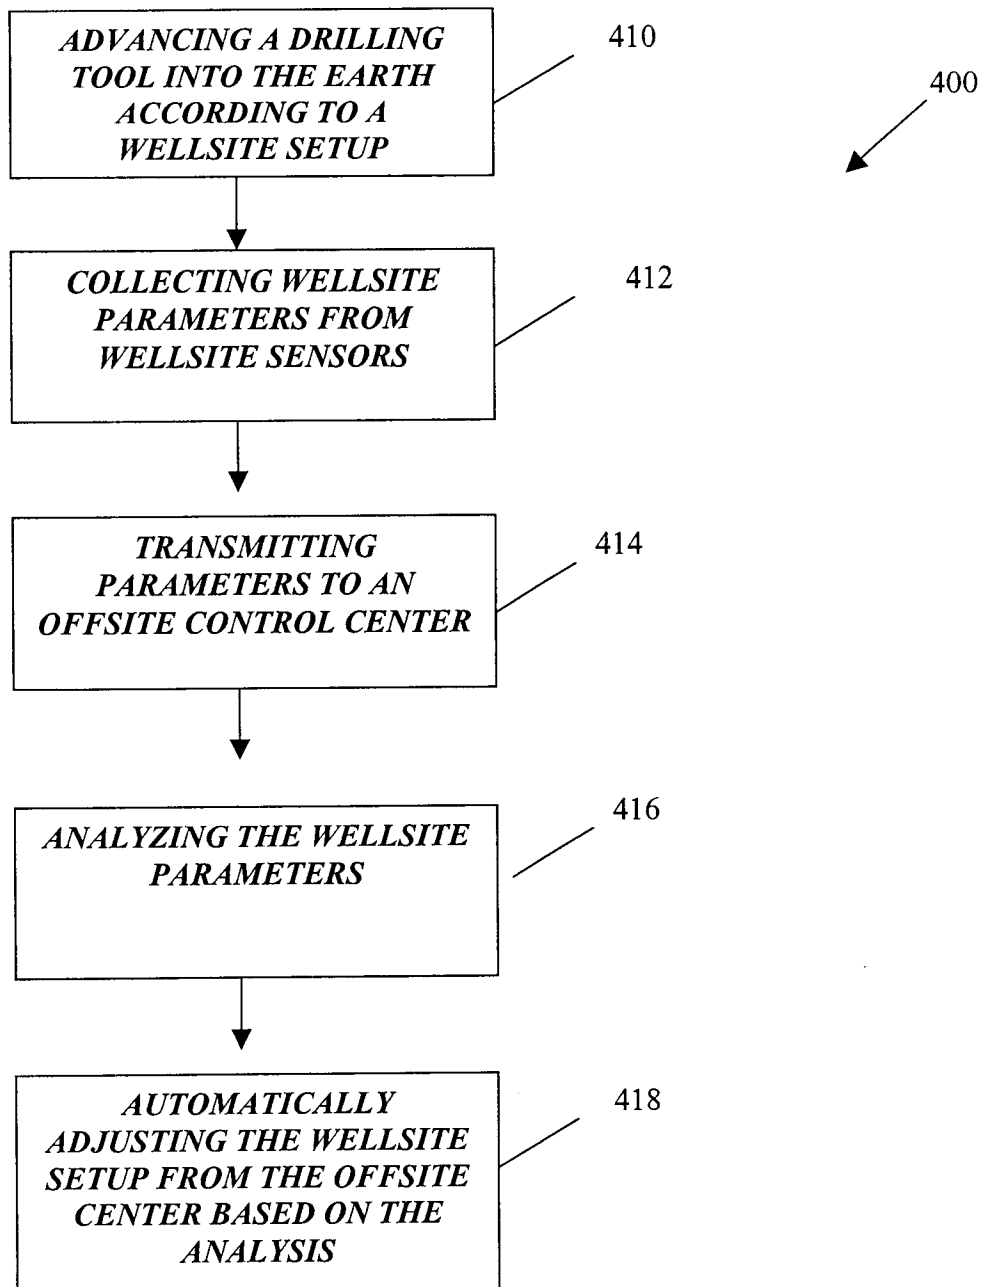 ADVANCING A DRILLING
TOOL INTO THE EARTH
ACCORDING TO A
WELLSITE SETUP
410
400
COLLECTING WELLSITE
PARAMETERS FROM
WELLSITE SENSORS
412
TRANSMITTING
PARAMETERS TO AN
OFFSITE CONTROL CENTER
414
ANALYZING THE WELLSITE
PARAMETERS
416
AUTOMATICALLY
ADJUSTING THE WELLSITE
SETUP FROM THE OFFSITE
CENTER BASED ON THE
ANALYSIS
418